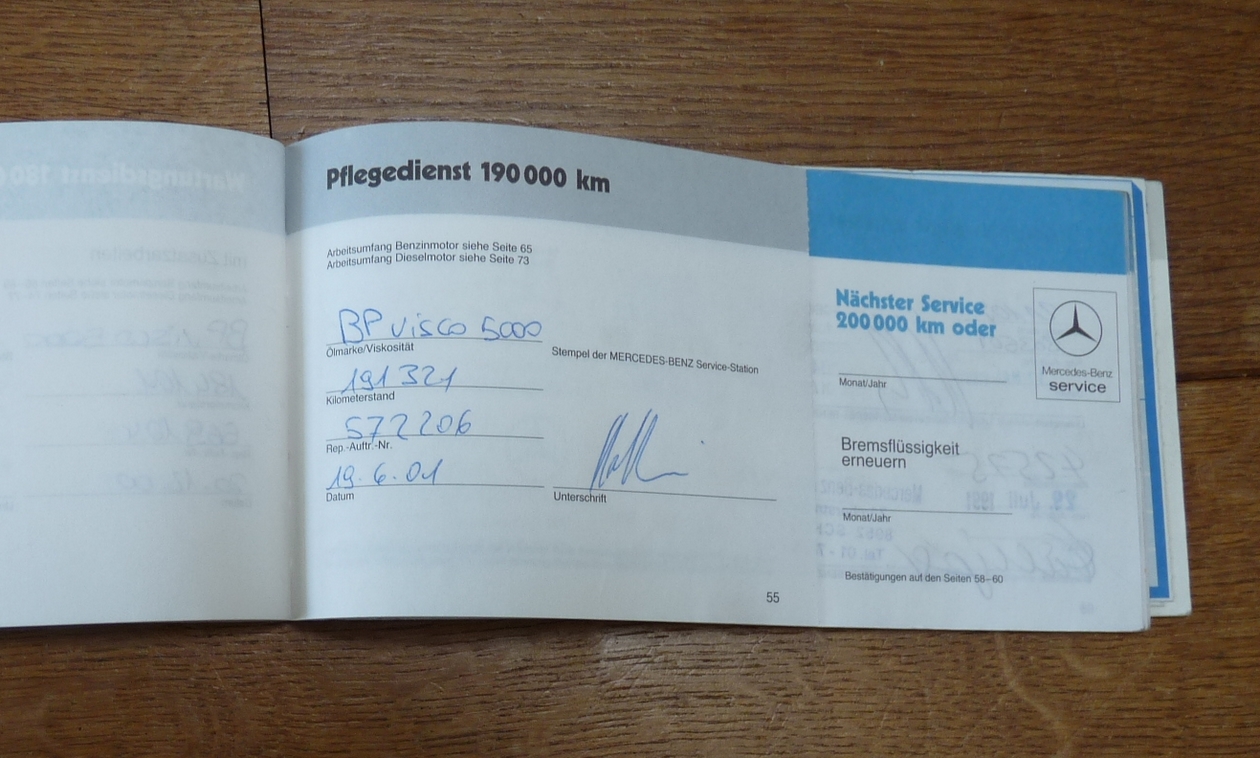 Pflegedienst 190 000 km
Arbeitsumfang Benzinmotor siehe Seite 65
Arbeitsumfang Dieselmotor siehe Seite 73
BP visco 5000
Ölmarke/Viskosität
Stempel der MERCEDES-BENZ Service-Station
191 321
Kilometerstand
572206
Rep.-Auftr.-Nr.
19.6.01
Datum
Unterschrift
55
Nächster Service
200 000 km oder
Monat/Jahr
Mercedes-Benz
service
Bremsflüssigkeit
erneuern
Monat/Jahr
Bestätigungen auf den Seiten 58–60